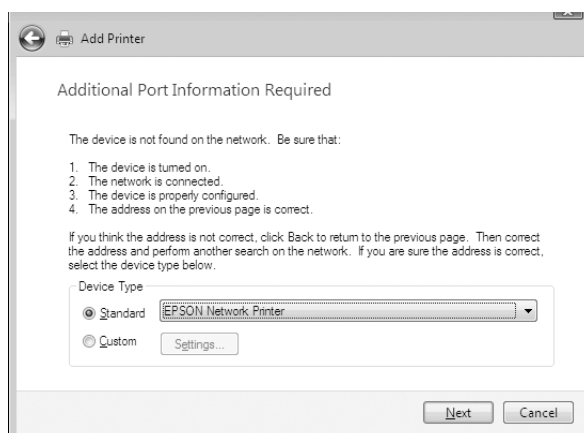 Add Printer
Additional Port Information Required
The device is not found on the network. Be sure that:
1. The device is turned on.
2. The network is connected.
3. The device is properly configured.
4. The address on the previous page is correct.
If you think the address is not correct, click Back to return to the previous page. Then correct
the address and perform another search on the network. If you are sure the address is correct,
select the device type below.
Device Type
Standard EPSON Network Printer
Custom Settings...
Next Cancel